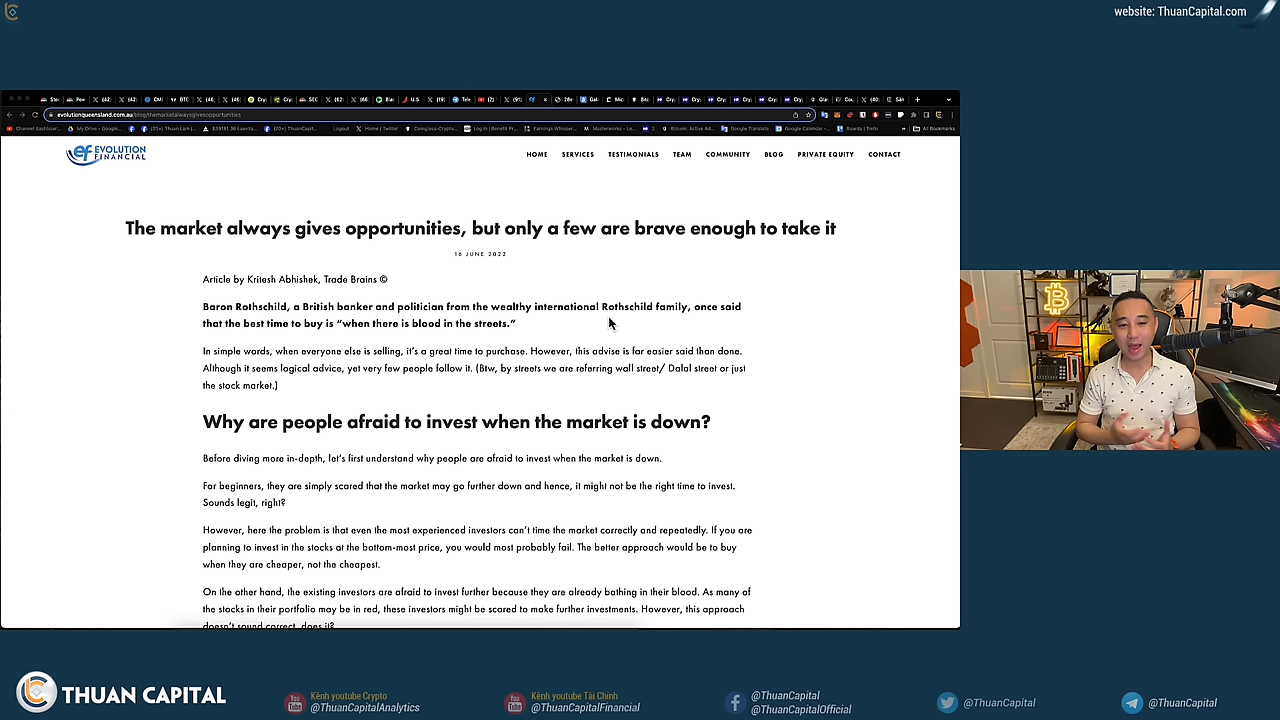 website: ThuanCapital.com
evolutionqueensland.com.au/blog/themarketalwaysgivesopportunities
All Bookmarks
EVOLUTION
FINANCIAL
HOME SERVICES TESTIMONIALS TEAM COMMUNITY BLOG PRIVATE EQUITY CONTACT
The market always gives opportunities, but only a few are brave enough to take it
16 JUNE 2022
Article by Kritesh Abhishek, Trade Brains ©
Baron Rothschild, a British banker and politician from the wealthy international Rothschild family, once said
that the best time to buy is “when there is blood in the streets.”
In simple words, when everyone else is selling, it’s a great time to purchase. However, this advise is far easier said than done.
Although it seems logical advice, yet very few people follow it. (Btw, by streets we are referring wall street/ Dalal street or just
the stock market.)
Why are people afraid to invest when the market is down?
Before diving more in-depth, let’s first understand why people are afraid to invest when the market is down.
For beginners, they are simply scared that the market may go further down and hence, it might not be the right time to invest.
Sounds legit, right?
However, here the problem is that even the most experienced investors can’t time the market correctly and repeatedly. If you are
planning to invest in the stocks at the bottom-most price, you would most probably fail. The better approach would be to buy
when they are cheaper, not the cheapest.
On the other hand, the existing investors are afraid to invest further because they are already bathing in their blood. As many of
the stocks in their portfolio may be in red, these investors might be scared to make further investments. However, this approach
doesn’t sound correct, does it?
THUAN CAPITAL
Kênh youtube Crypto
@ThuanCapitalAnalytics
Kênh youtube Tài Chính
@ThuanCapitalFinancial
@ThuanCapital
@ThuanCapitalOfficial
@ThuanCapital
@ThuanCapital